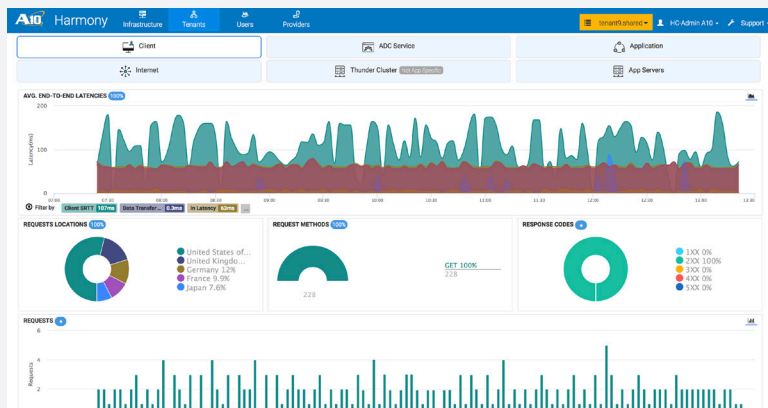 A10 Harmony
Infrastructure
Tenants
Users
Providers
tenant9.shared
HC-Admin A10
Support
Client
ADC Service
Application
Internet
Thunder Cluster Not App Specific
App Servers
AVG. END-TO-END LATENCIES 100%
200
100
0
Latency(ms)
07:00 07:30 08:00 08:30 09:00 09:30 10:00 10:30 11:00 11:30 12:00 12:30 13:00 13:30
Filter by Client SRTT 107ms Data Transfer ... 8.3ms In Latency 63ms ...
REQUESTS LOCATIONS 100%
United States of...
United Kingdo...
Germany 12%
France 9.9%
Japan 7.6%
REQUEST METHODS 100%
228
GET 100%
228
RESPONSE CODES
1XX 0%
2XX 100%
3XX 0%
4XX 0%
5XX 0%
REQUESTS
6
4
2
Requests